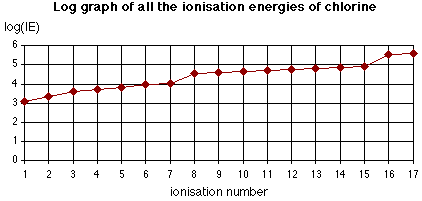 Log graph of all the ionisation energies of chlorine
log(IE)
6
5
4
3
2
1
0
1 2 3 4 5 6 7 8 9 10 11 12 13 14 15 16 17
ionisation number